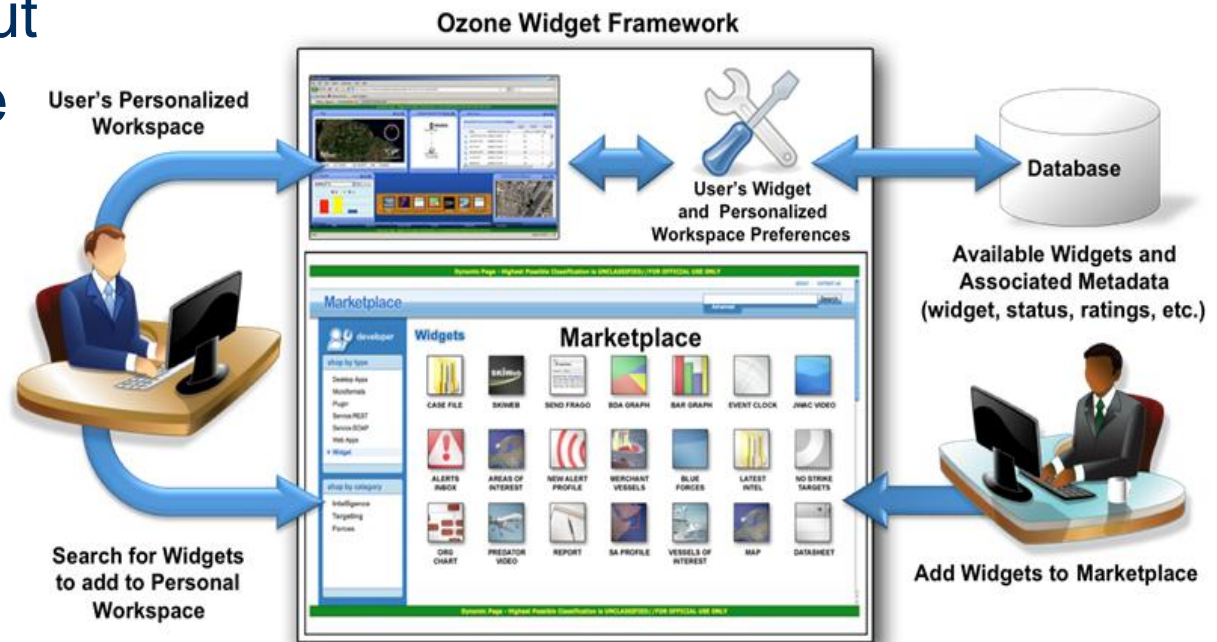 ut
e
Ozone Widget Framework
User's Personalized
Workspace
User's Widget
and Personalized
Workspace Preferences
Database
Available Widgets and
Associated Metadata
(widget, status, ratings, etc.)
Dynamic Page - Highest Possible Classification is UNCLASSIFIED//FOR OFFICIAL USE ONLY
Marketplace
Search
Advanced
developer
Widgets
Marketplace
shop by type
Desktop Apps
Microformats
Plugin
Service:REST
Service:SOAP
Web Apps
Widget
shop by category
Intelligence
Targeting
Forces
CASE FILE
SKIWEB
SKIWEB
SEND FRAGO
BDA GRAPH
BAR GRAPH
EVENT CLOCK
JWAC VIDEO
ALERTS
INBOX
AREAS OF
INTEREST
NEW ALERT
PROFILE
MERCHANT
VESSELS
BLUE
FORCES
LATEST
INTEL
NO STRIKE
TARGETS
ORG
CHART
PREDATOR
VIDEO
REPORT
SA PROFILE
VESSELS OF
INTEREST
MAP
DATASHEET
Dynamic Page - Highest Possible Classification is UNCLASSIFIED//FOR OFFICIAL USE ONLY
Search for Widgets
to add to Personal
Workspace
Add Widgets to Marketplace